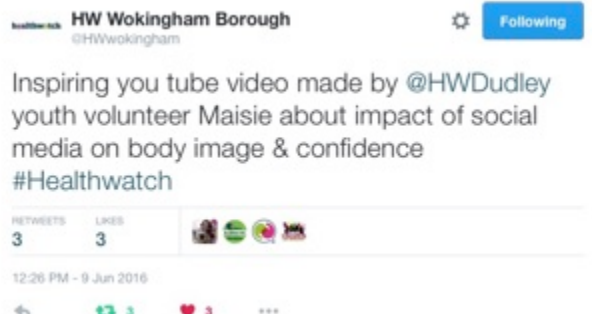 HW Wokingham Borough
@HWwokingham
Following
Inspiring you tube video made by @HWDudley
youth volunteer Maisie about impact of social
media on body image & confidence
#Healthwatch
RETWEETS LIKES
3 3
12:26 PM - 9 Jun 2016
3 3